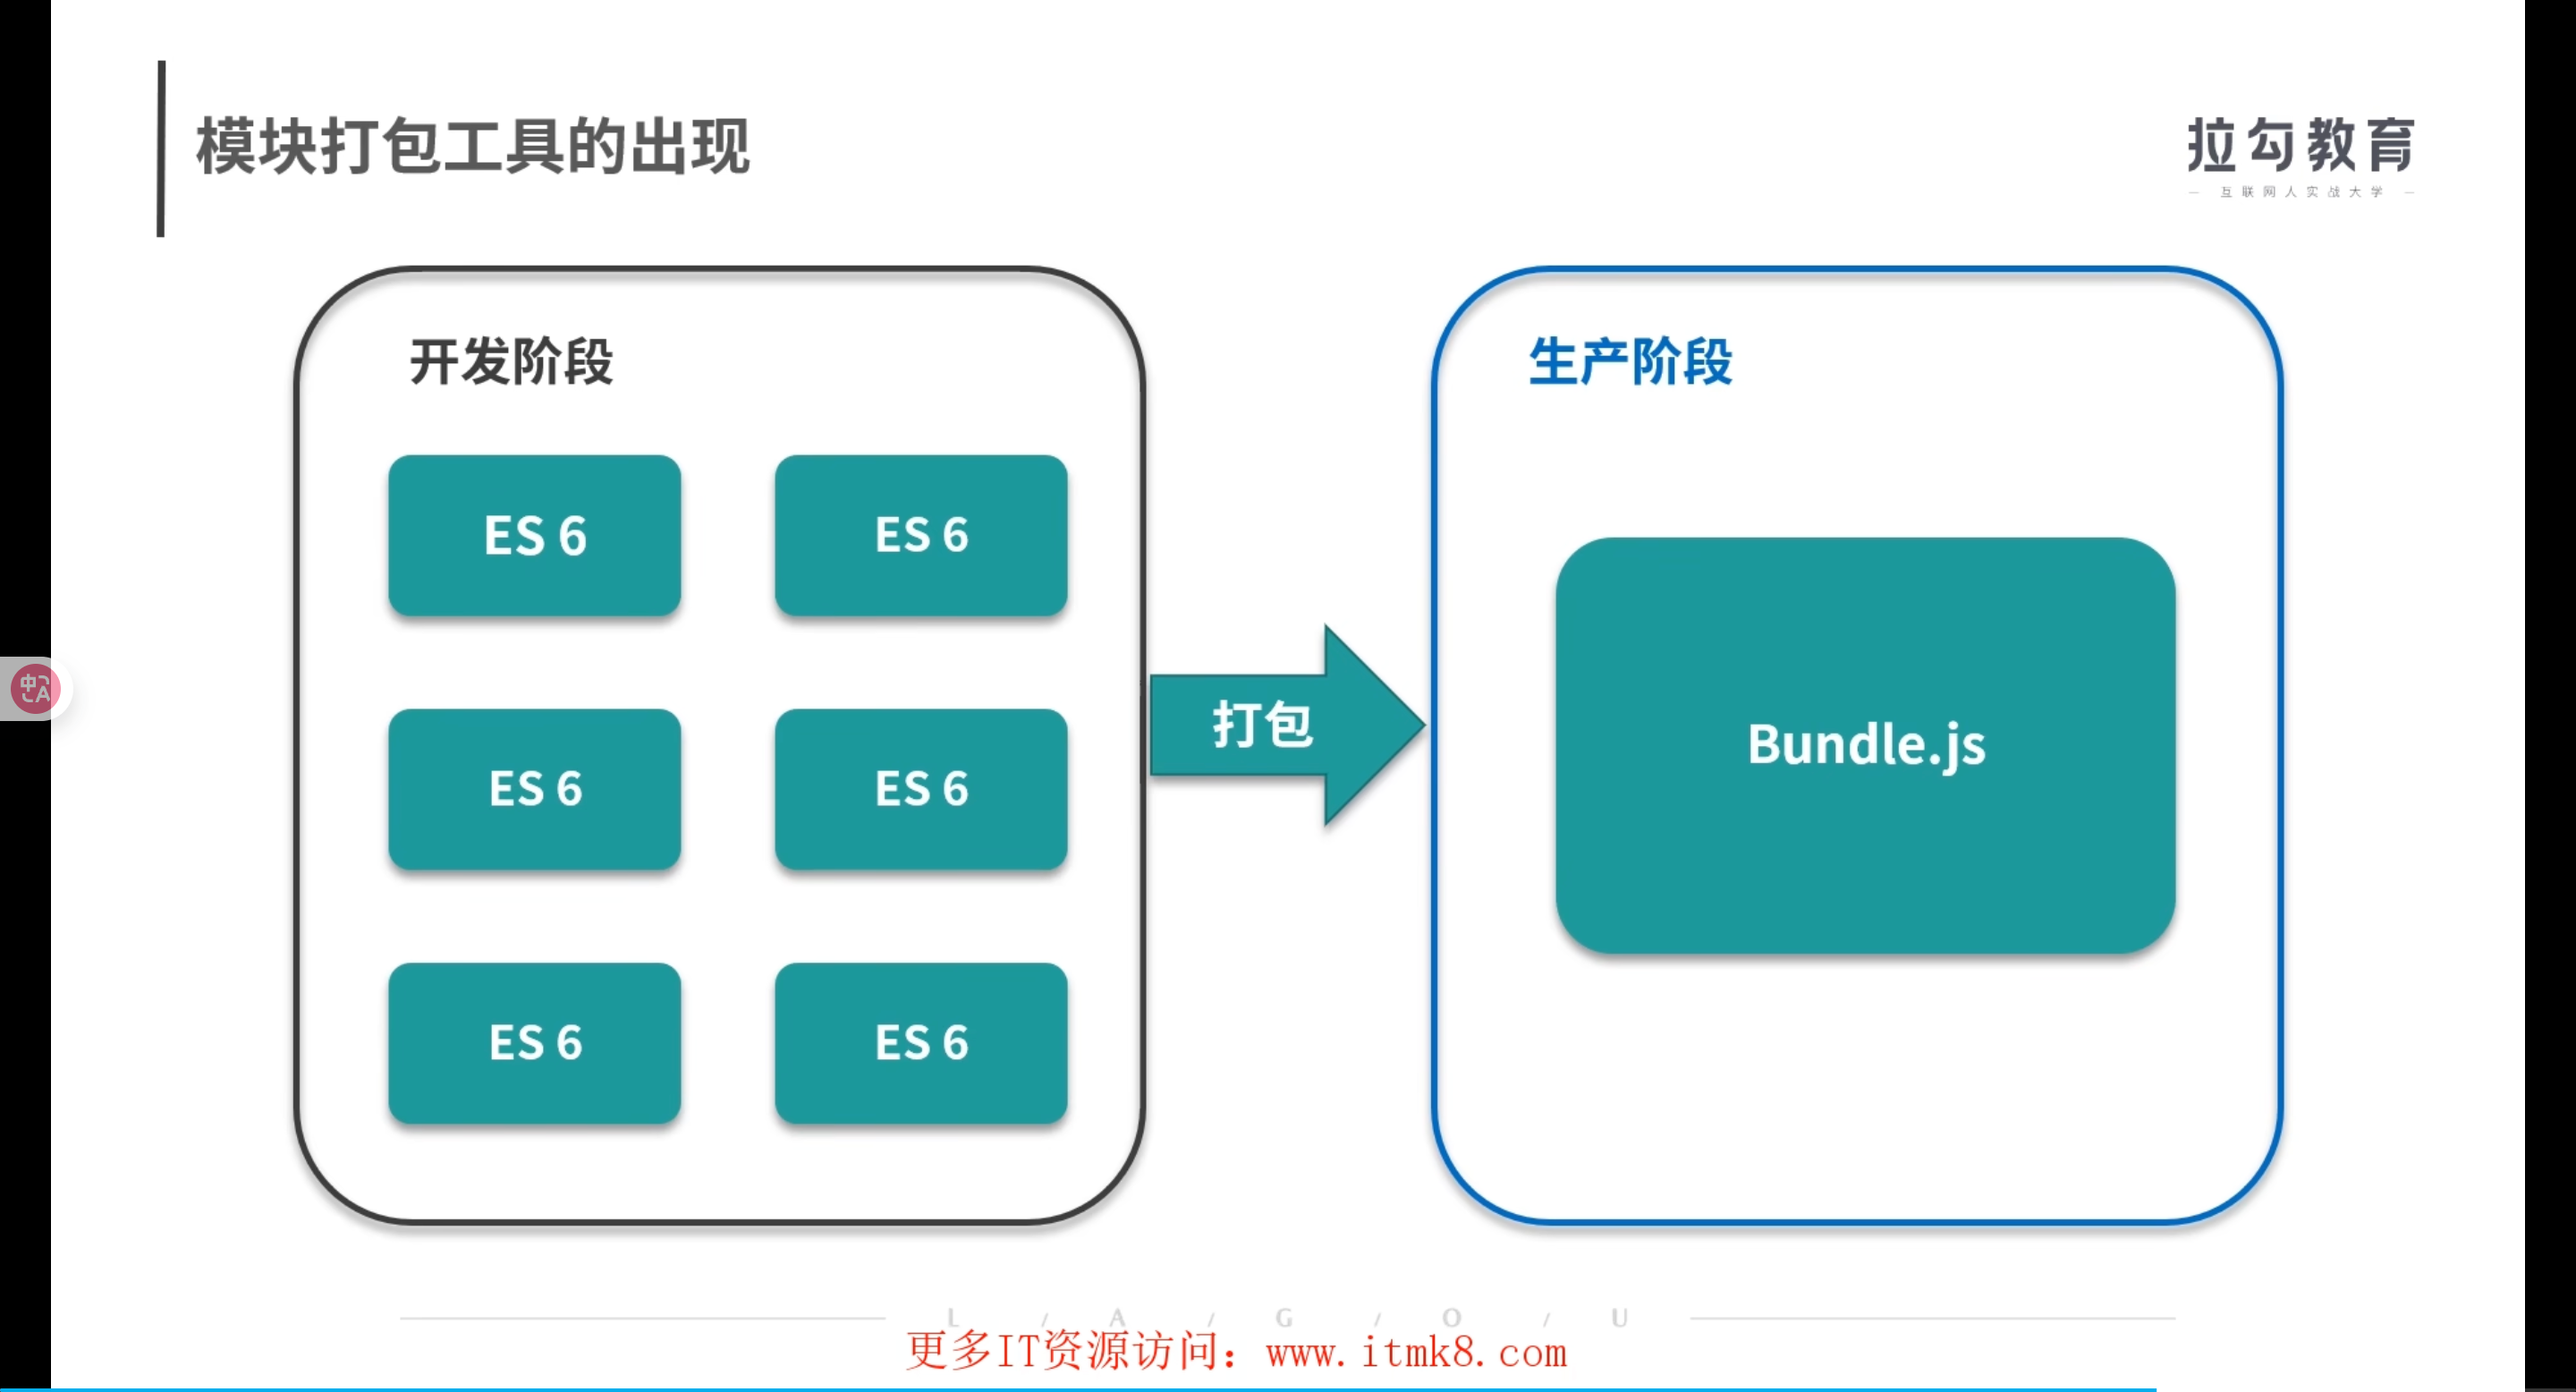 模块打包工具的出现
拉勾教育
— 互联网人实战大学 —
开发阶段
ES 6
ES 6
ES 6
ES 6
ES 6
ES 6
打包
生产阶段
Bundle.js
L / A / G / O / U
更多IT资源访问：www.itmk8.com
中A